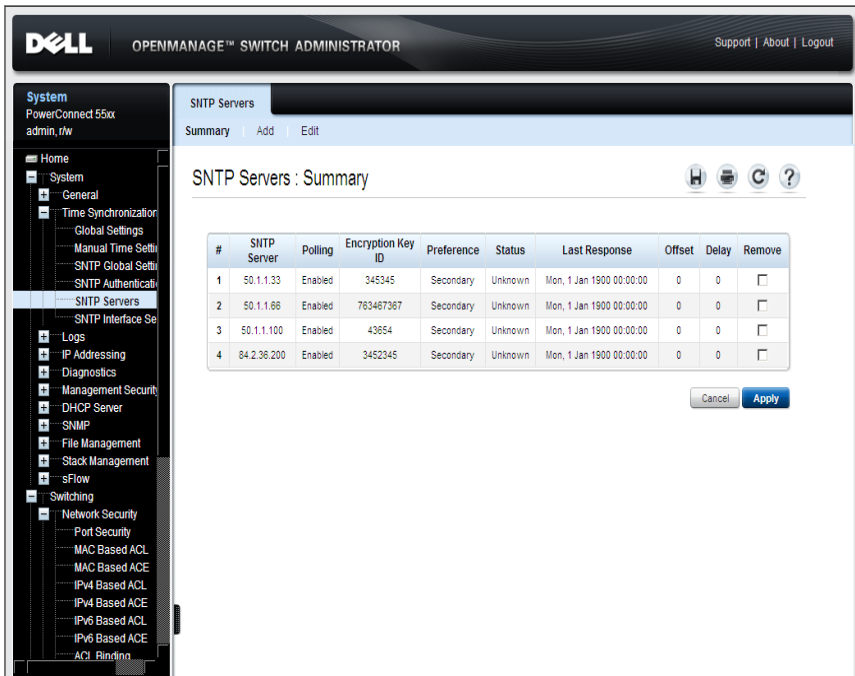 DELL
OPENMANAGE™ SWITCH ADMINISTRATOR
Support | About | Logout
System
PowerConnect 55xx
admin, r/w
Home
System
General
Time Synchronization
Global Settings
Manual Time Settin
SNTP Global Settin
SNTP Authenticati
SNTP Servers
SNTP Interface Se
Logs
IP Addressing
Diagnostics
Management Security
DHCP Server
SNMP
File Management
Stack Management
sFlow
Switching
Network Security
Port Security
MAC Based ACL
MAC Based ACE
IPv4 Based ACL
IPv4 Based ACE
IPv6 Based ACL
IPv6 Based ACE
ACL Binding
SNTP Servers
Summary | Add | Edit
SNTP Servers : Summary
# SNTP Server Polling Encryption Key ID Preference Status Last Response Offset Delay Remove
1 50.1.1.33 Enabled 345345 Secondary Unknown Mon, 1 Jan 1900 00:00:00 0 0
2 50.1.1.66 Enabled 763467367 Secondary Unknown Mon, 1 Jan 1900 00:00:00 0 0
3 50.1.1.100 Enabled 43654 Secondary Unknown Mon, 1 Jan 1900 00:00:00 0 0
4 84.2.36.200 Enabled 3452345 Secondary Unknown Mon, 1 Jan 1900 00:00:00 0 0
Cancel Apply